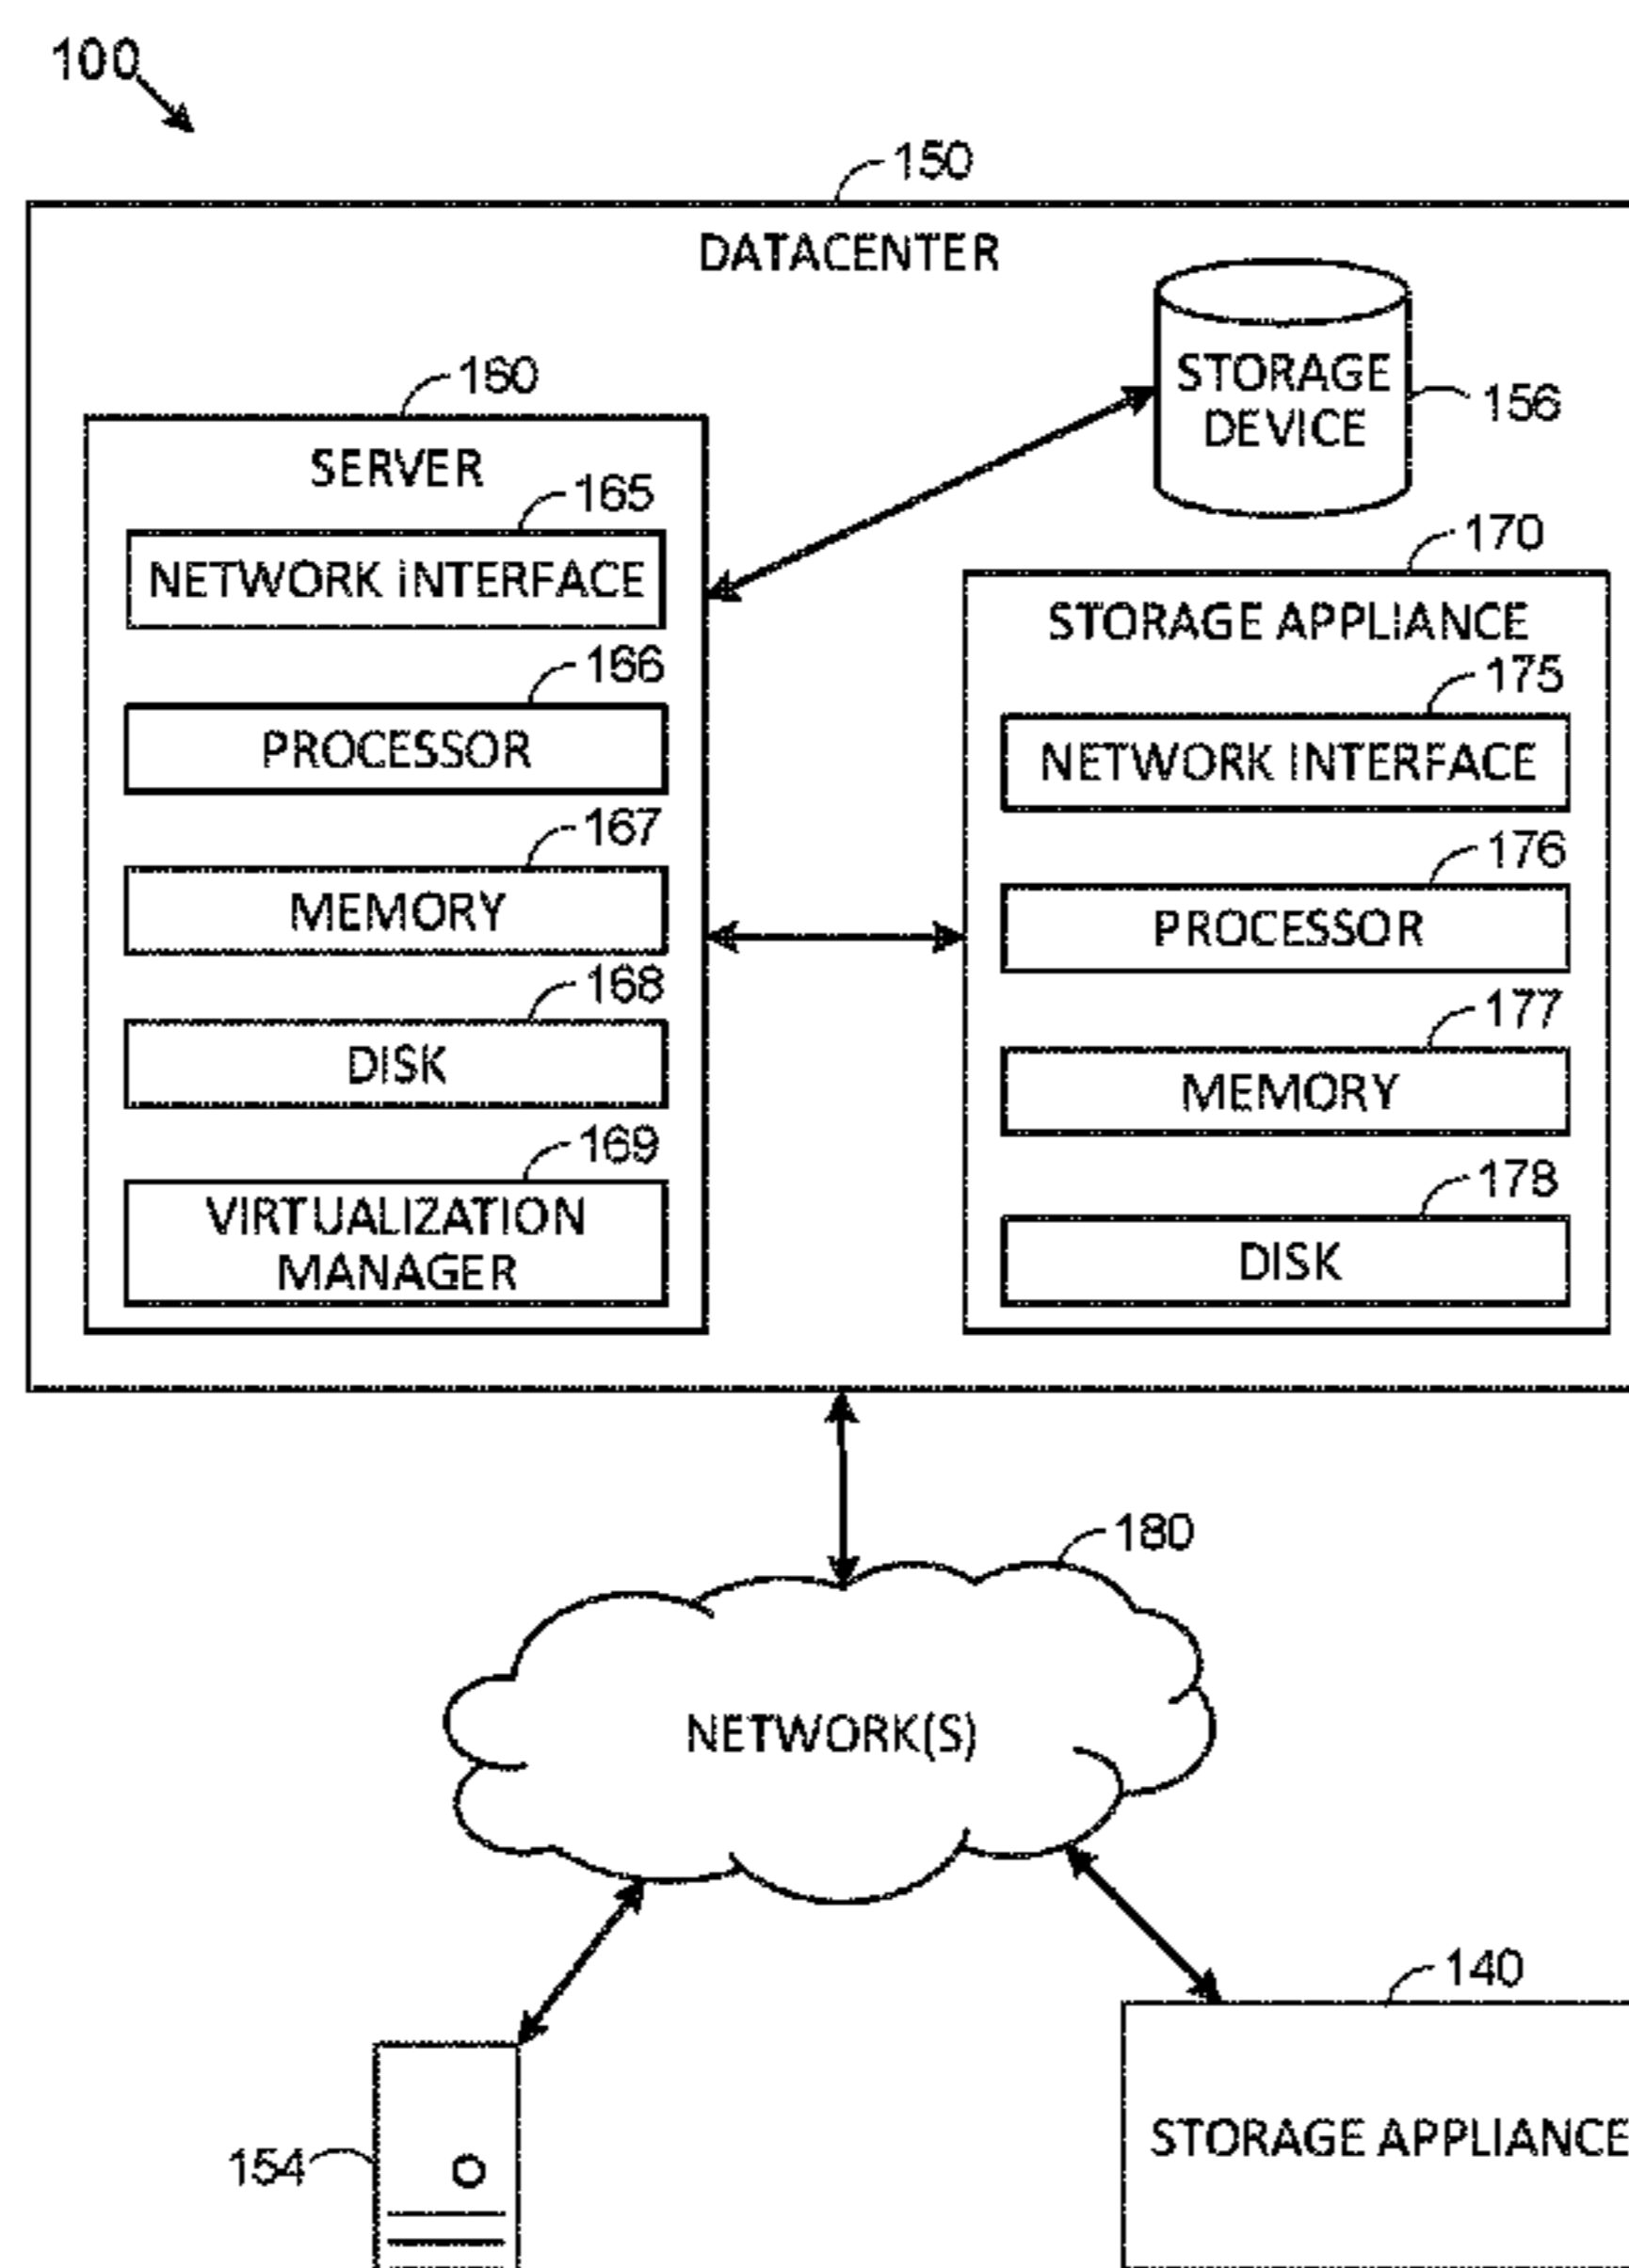 100
150
DATACENTER
STORAGE
DEVICE
156
160
SERVER
165
NETWORK INTERFACE
166
PROCESSOR
167
MEMORY
168
DISK
169
VIRTUALIZATION
MANAGER
170
STORAGE APPLIANCE
175
NETWORK INTERFACE
176
PROCESSOR
177
MEMORY
178
DISK
180
NETWORK(S)
140
STORAGE APPLIANCE
154